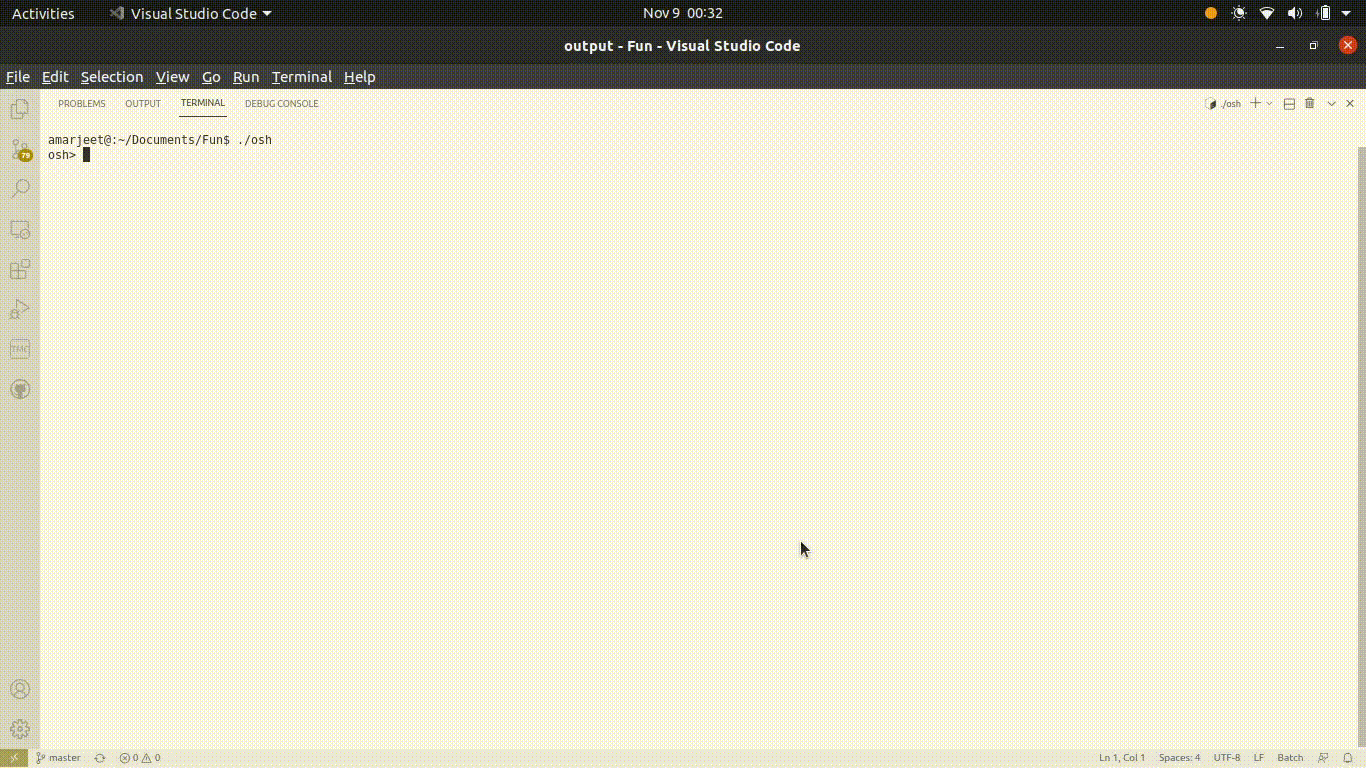 Activities Visual Studio Code Nov 9 00:32
output - Fun - Visual Studio Code
File Edit Selection View Go Run Terminal Help
PROBLEMS OUTPUT TERMINAL DEBUG CONSOLE ./osh
amarjeet@:~/Documents/Fun$ ./osh
osh>
79
TMC
master 0 0 Ln 1, Col 1 Spaces: 4 UTF-8 LF Batch